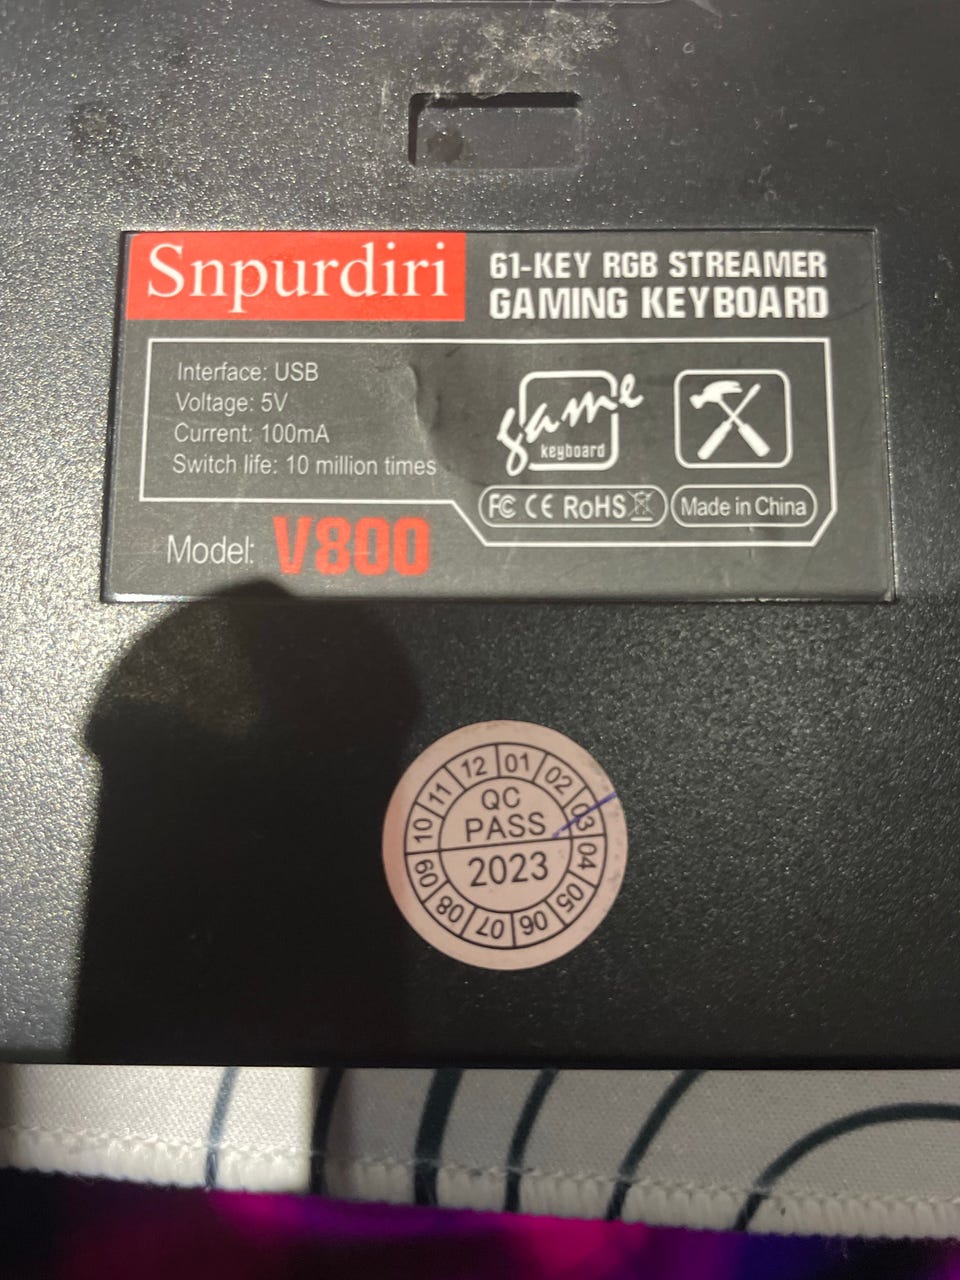 Snpurdiri
61-KEY RGB STREAMER
GAMING KEYBOARD
Interface: USB
Voltage: 5V
Current: 100mA
Switch life: 10 million times
game
keyboard
FC CE RoHS
Made in China
Model: V800
12 01 02 03 04 05 06 07 08 09 10 11
QC
PASS
2023